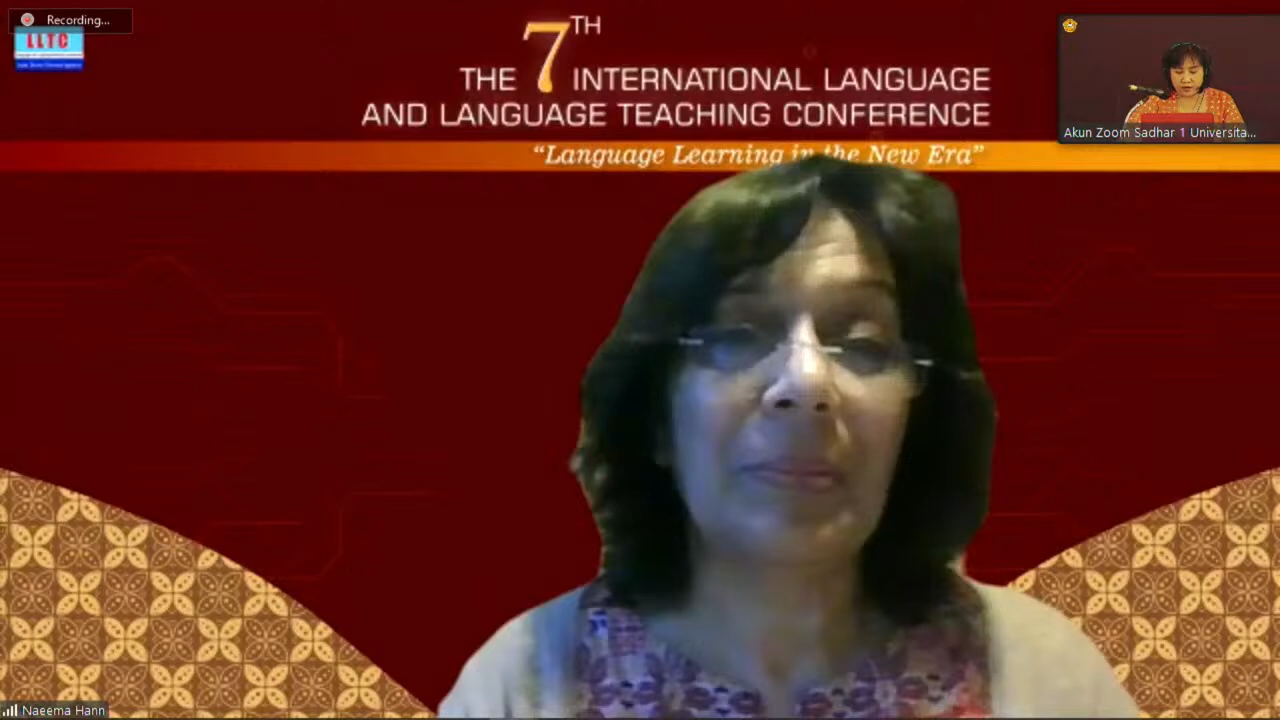 Recording...
LLTC
THE 7TH INTERNATIONAL LANGUAGE
AND LANGUAGE TEACHING CONFERENCE
“Language Learning in the New Era”
Akun Zoom Sadhar 1 Universita...
Naeema Hann